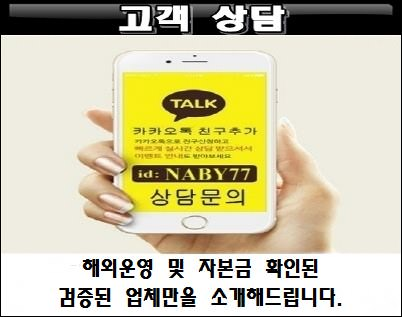 고객 상담
TALK
카카오톡 친구추가
카카오톡으로 친구신청하고
빠르게 실시간 상담 받으셔서
이벤트 안내도 받아보세요
id: NABY77
상담문의
해외운영 및 자본금 확인된
검증된 업체만을 소개해드립니다.